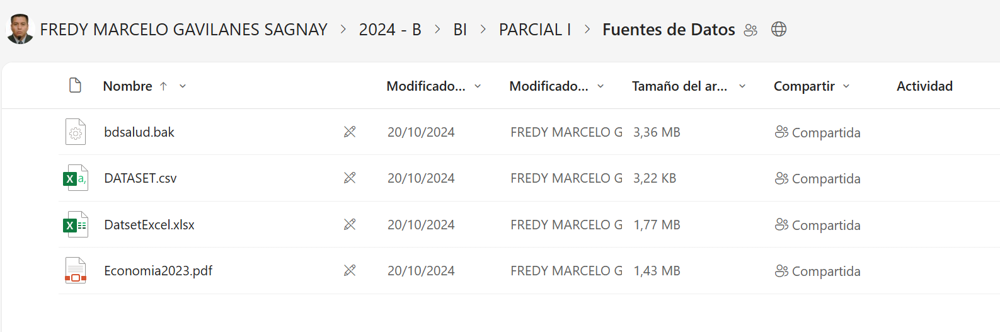 FREDY MARCELO GAVILANES SAGNAY > 2024 - B > BI > PARCIAL I > Fuentes de Datos
Nombre ↑ Modificado... Modificado... Tamaño del ar... Compartir Actividad
bdsalud.bak 20/10/2024 FREDY MARCELO G 3,36 MB Compartida
DATASET.csv 20/10/2024 FREDY MARCELO G 3,22 KB Compartida
DatsetExcel.xlsx 20/10/2024 FREDY MARCELO G 1,77 MB Compartida
Economia2023.pdf 20/10/2024 FREDY MARCELO G 1,43 MB Compartida